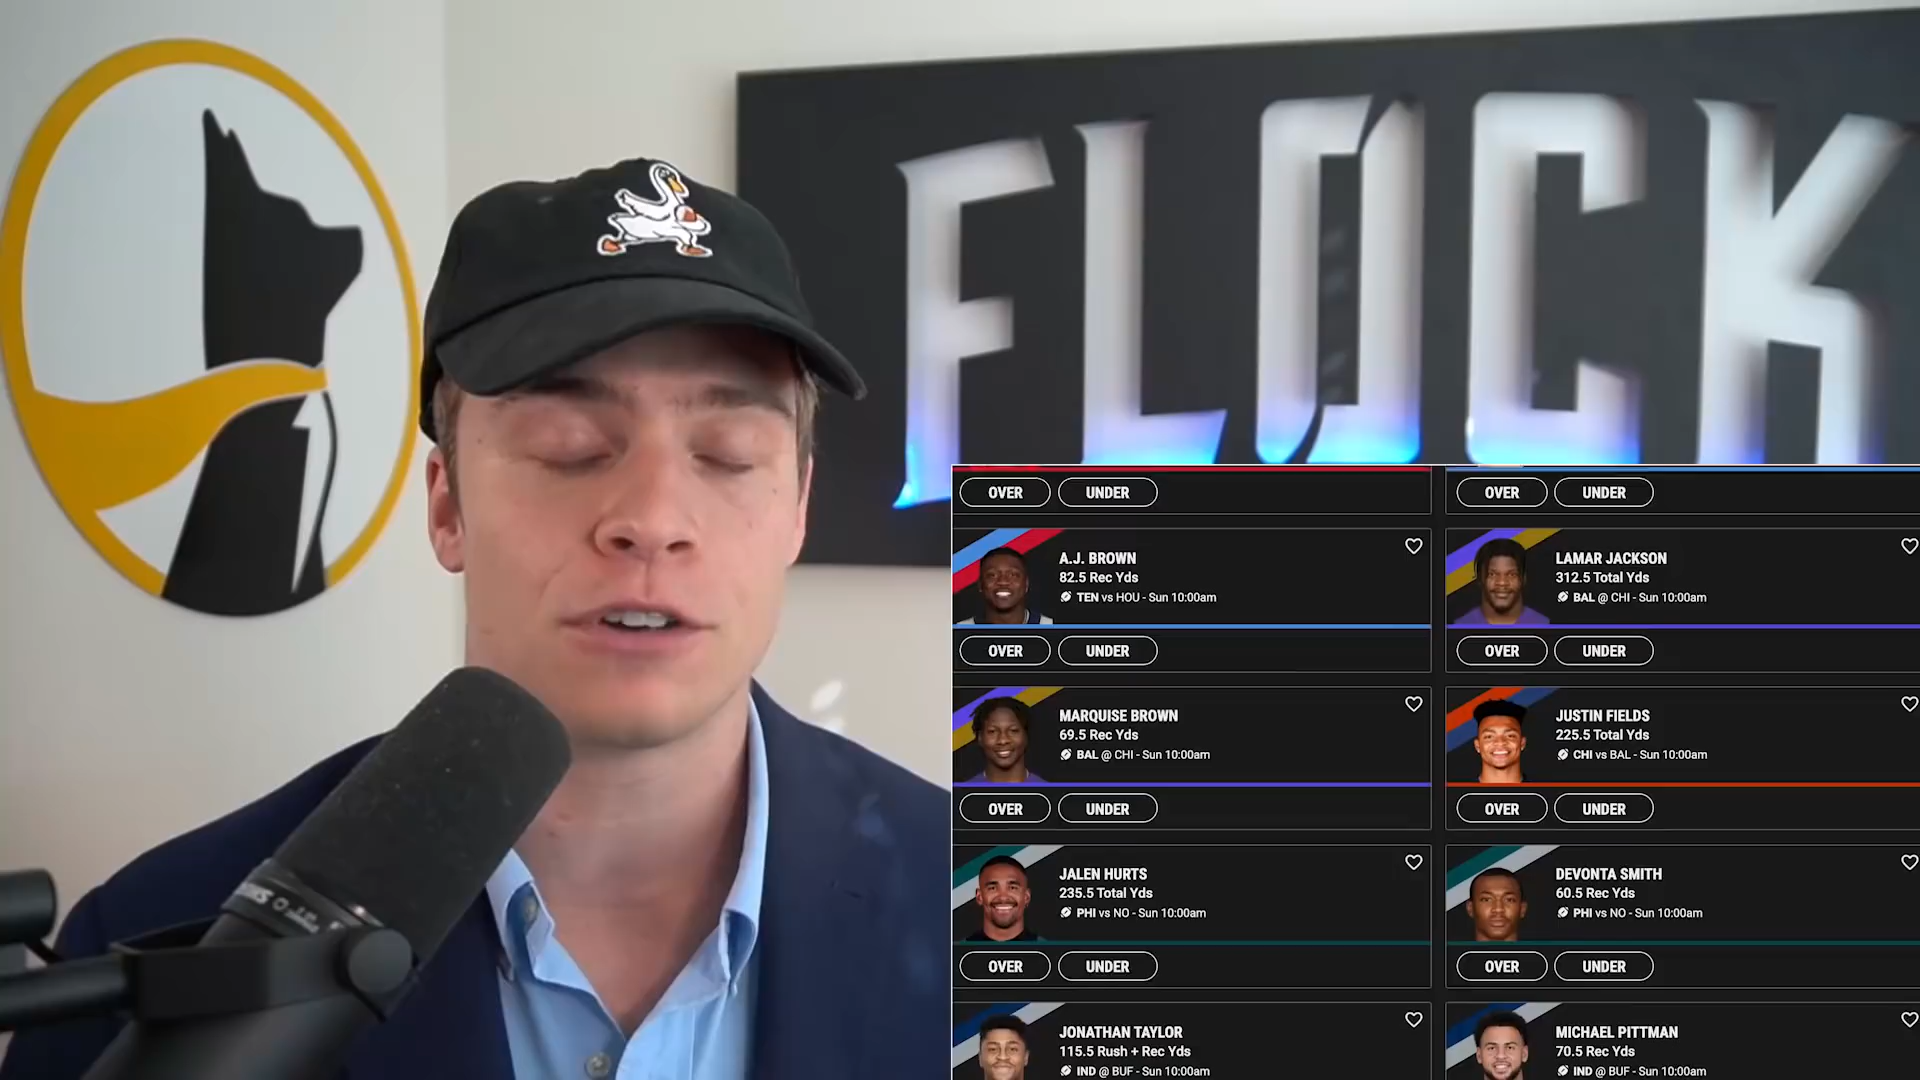 FLOCK
OVER UNDER
OVER UNDER
A.J. BROWN
82.5 Rec Yds
TEN vs HOU - Sun 10:00am
OVER UNDER
LAMAR JACKSON
312.5 Total Yds
BAL @ CHI - Sun 10:00am
OVER UNDER
MARQUISE BROWN
69.5 Rec Yds
BAL @ CHI - Sun 10:00am
OVER UNDER
JUSTIN FIELDS
225.5 Total Yds
CHI vs BAL - Sun 10:00am
OVER UNDER
JALEN HURTS
235.5 Total Yds
PHI vs NO - Sun 10:00am
OVER UNDER
DEVONTA SMITH
60.5 Rec Yds
PHI vs NO - Sun 10:00am
OVER UNDER
JONATHAN TAYLOR
115.5 Rush + Rec Yds
IND @ BUF - Sun 10:00am
MICHAEL PITTMAN
70.5 Rec Yds
IND @ BUF - Sun 10:00am